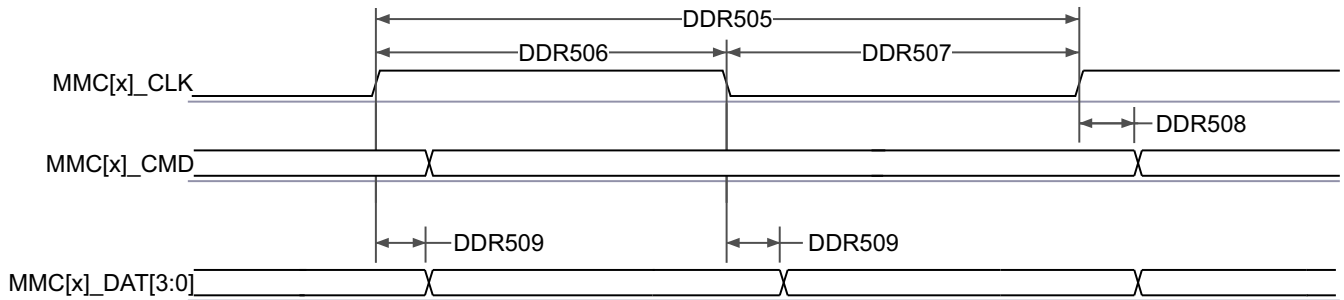 DDR505
DDR506
DDR507
MMC[x]_CLK
DDR508
MMC[x]_CMD
DDR509
DDR509
MMC[x]_DAT[3:0]